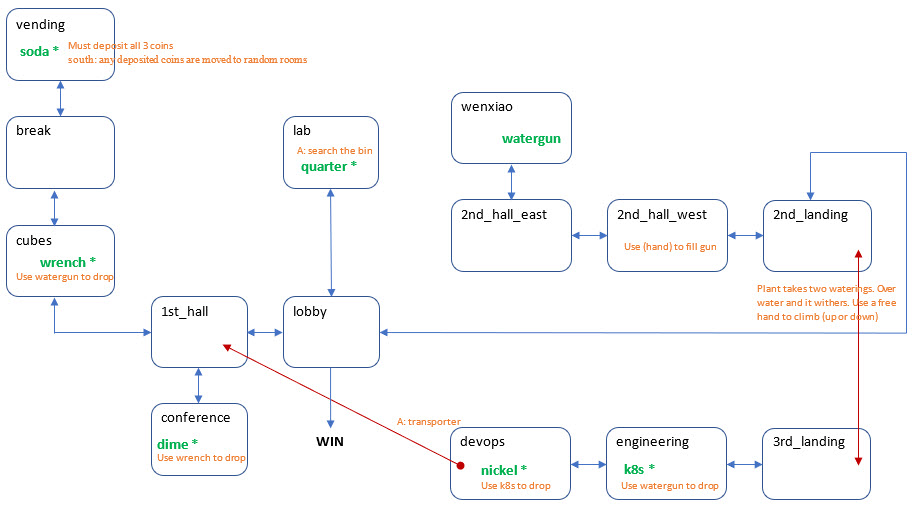 vending
soda *
Must deposit all 3 coins
south: any deposited coins are moved to random rooms
break
lab
A: search the bin
quarter *
wenxiao
watergun
2nd_hall_east
2nd_hall_west
Use (hand) to fill gun
2nd_landing
cubes
wrench *
Use watergun to drop
Plant takes two waterings. Over
water and it withers. Use a free
hand to climb (up or down)
1st_hall
lobby
conference
dime *
Use wrench to drop
WIN
A: transporter
devops
nickel *
Use k8s to drop
engineering
k8s *
Use watergun to drop
3rd_landing